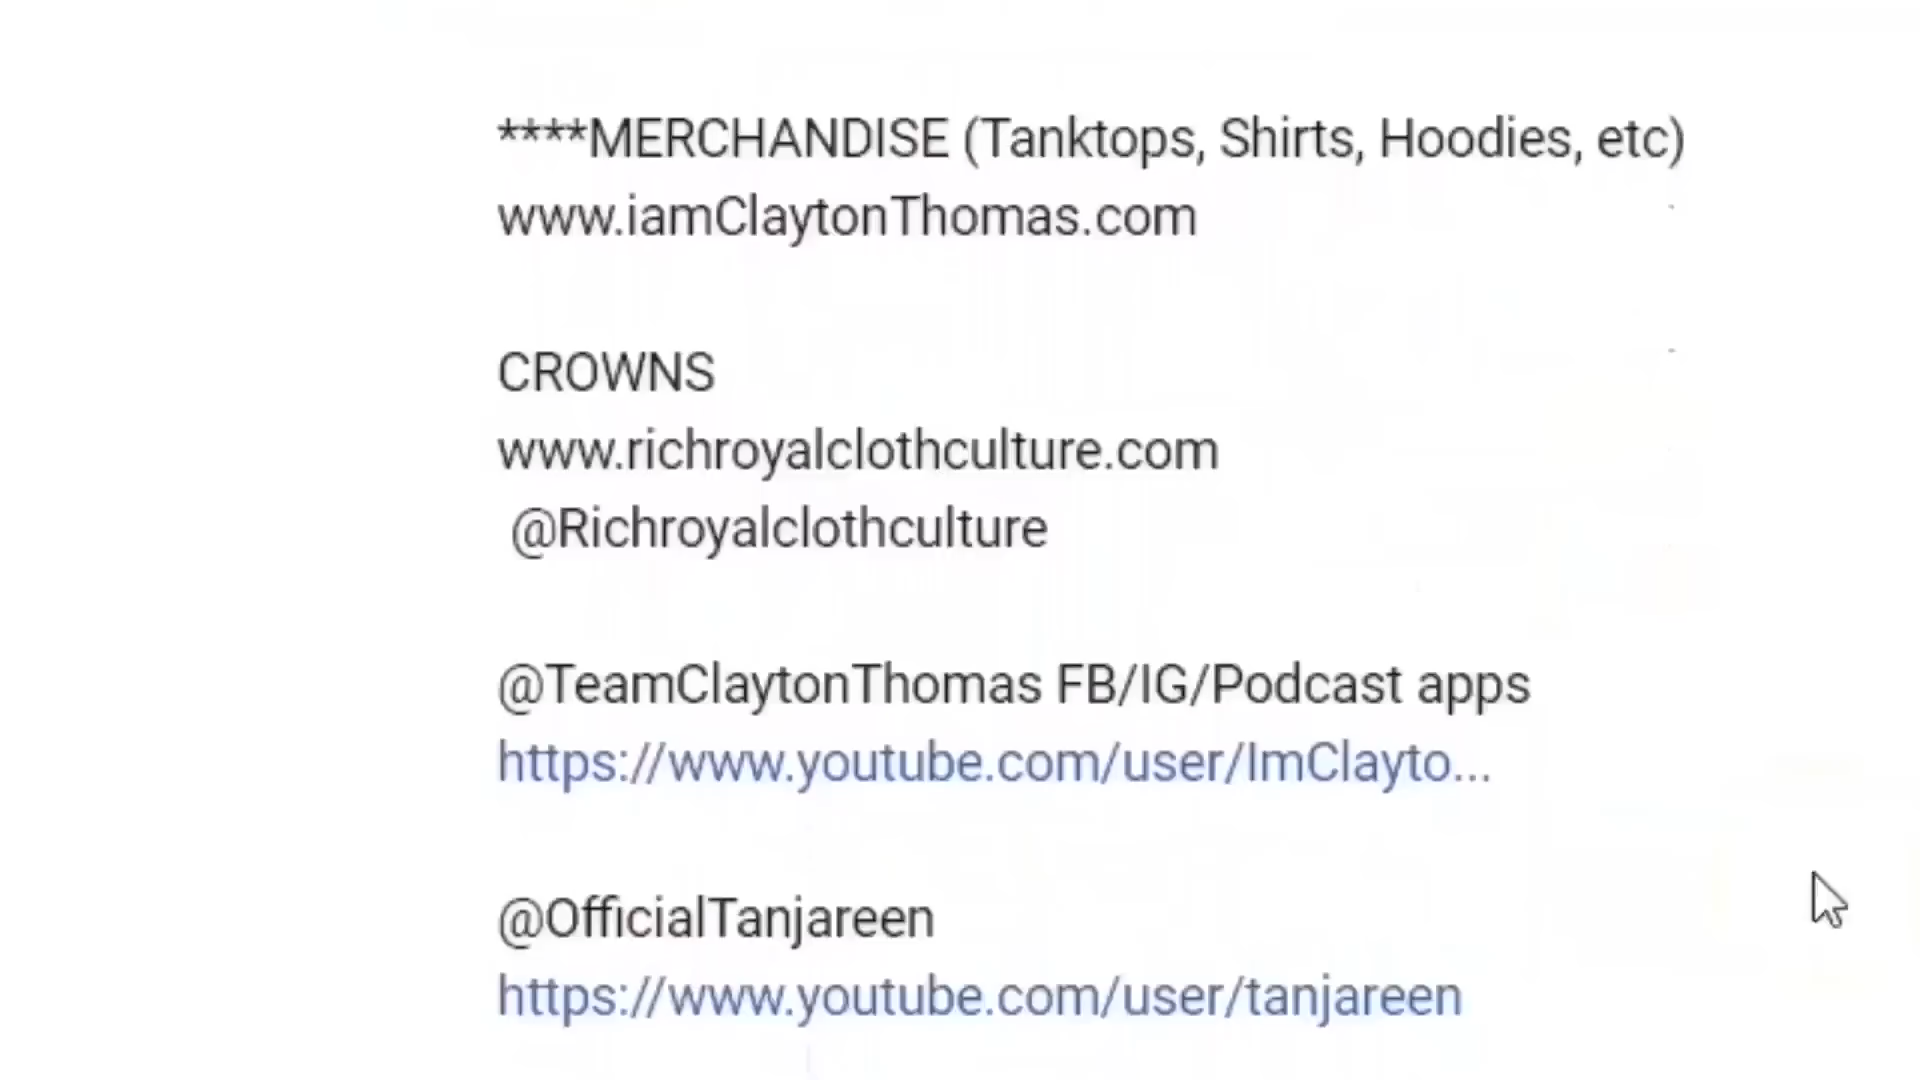 ****MERCHANDISE (Tanktops, Shirts, Hoodies, etc)
www.iamClaytonThomas.com
CROWNS
www.richroyalclothculture.com
@Richroyalclothculture
@TeamClaytonThomas FB/IG/Podcast apps
https://www.youtube.com/user/ImClayto...
@OfficialTanjareen
https://www.youtube.com/user/tanjareen